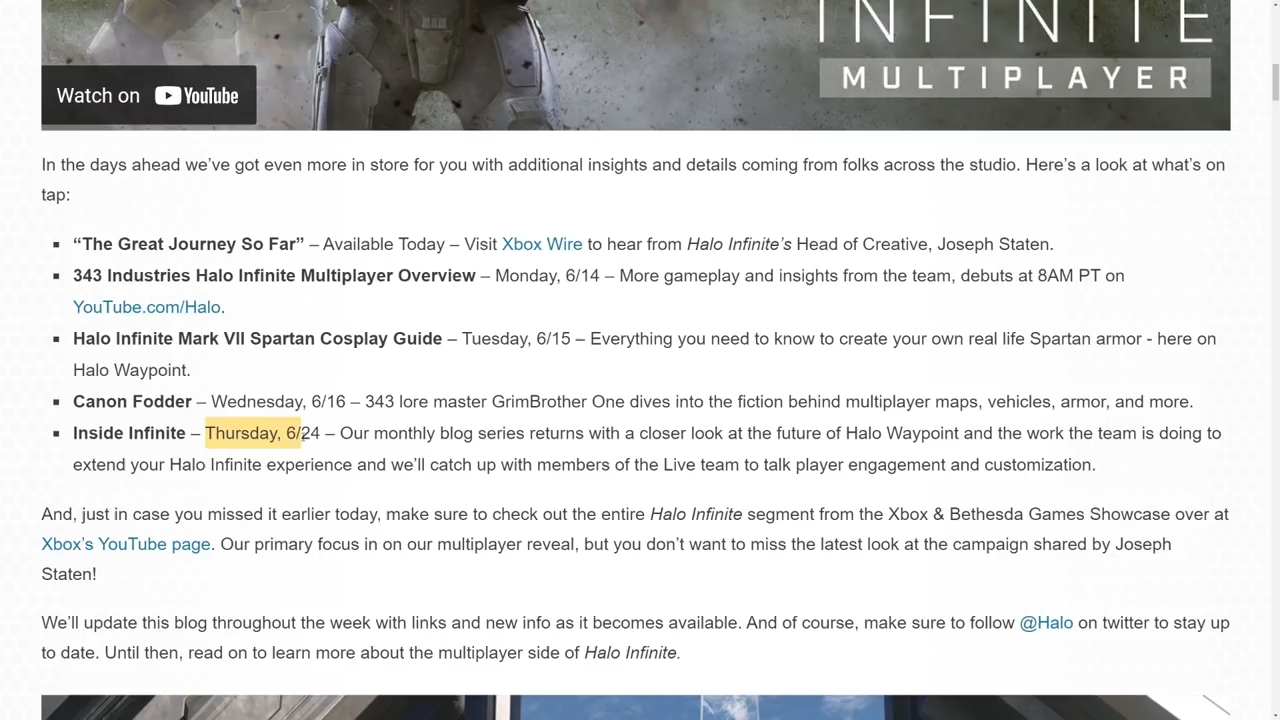 INFINITE
MULTIPLAYER
Watch on YouTube
In the days ahead we’ve got even more in store for you with additional insights and details coming from folks across the studio. Here’s a look at what’s on
tap:
▪ “The Great Journey So Far” – Available Today – Visit Xbox Wire to hear from Halo Infinite’s Head of Creative, Joseph Staten.
▪ 343 Industries Halo Infinite Multiplayer Overview – Monday, 6/14 – More gameplay and insights from the team, debuts at 8AM PT on
YouTube.com/Halo.
▪ Halo Infinite Mark VII Spartan Cosplay Guide – Tuesday, 6/15 – Everything you need to know to create your own real life Spartan armor - here on
Halo Waypoint.
▪ Canon Fodder – Wednesday, 6/16 – 343 lore master GrimBrother One dives into the fiction behind multiplayer maps, vehicles, armor, and more.
▪ Inside Infinite – Thursday, 6/24 – Our monthly blog series returns with a closer look at the future of Halo Waypoint and the work the team is doing to
extend your Halo Infinite experience and we’ll catch up with members of the Live team to talk player engagement and customization.
And, just in case you missed it earlier today, make sure to check out the entire Halo Infinite segment from the Xbox & Bethesda Games Showcase over at
Xbox’s YouTube page. Our primary focus in on our multiplayer reveal, but you don’t want to miss the latest look at the campaign shared by Joseph
Staten!
We’ll update this blog throughout the week with links and new info as it becomes available. And of course, make sure to follow @Halo on twitter to stay up
to date. Until then, read on to learn more about the multiplayer side of Halo Infinite.